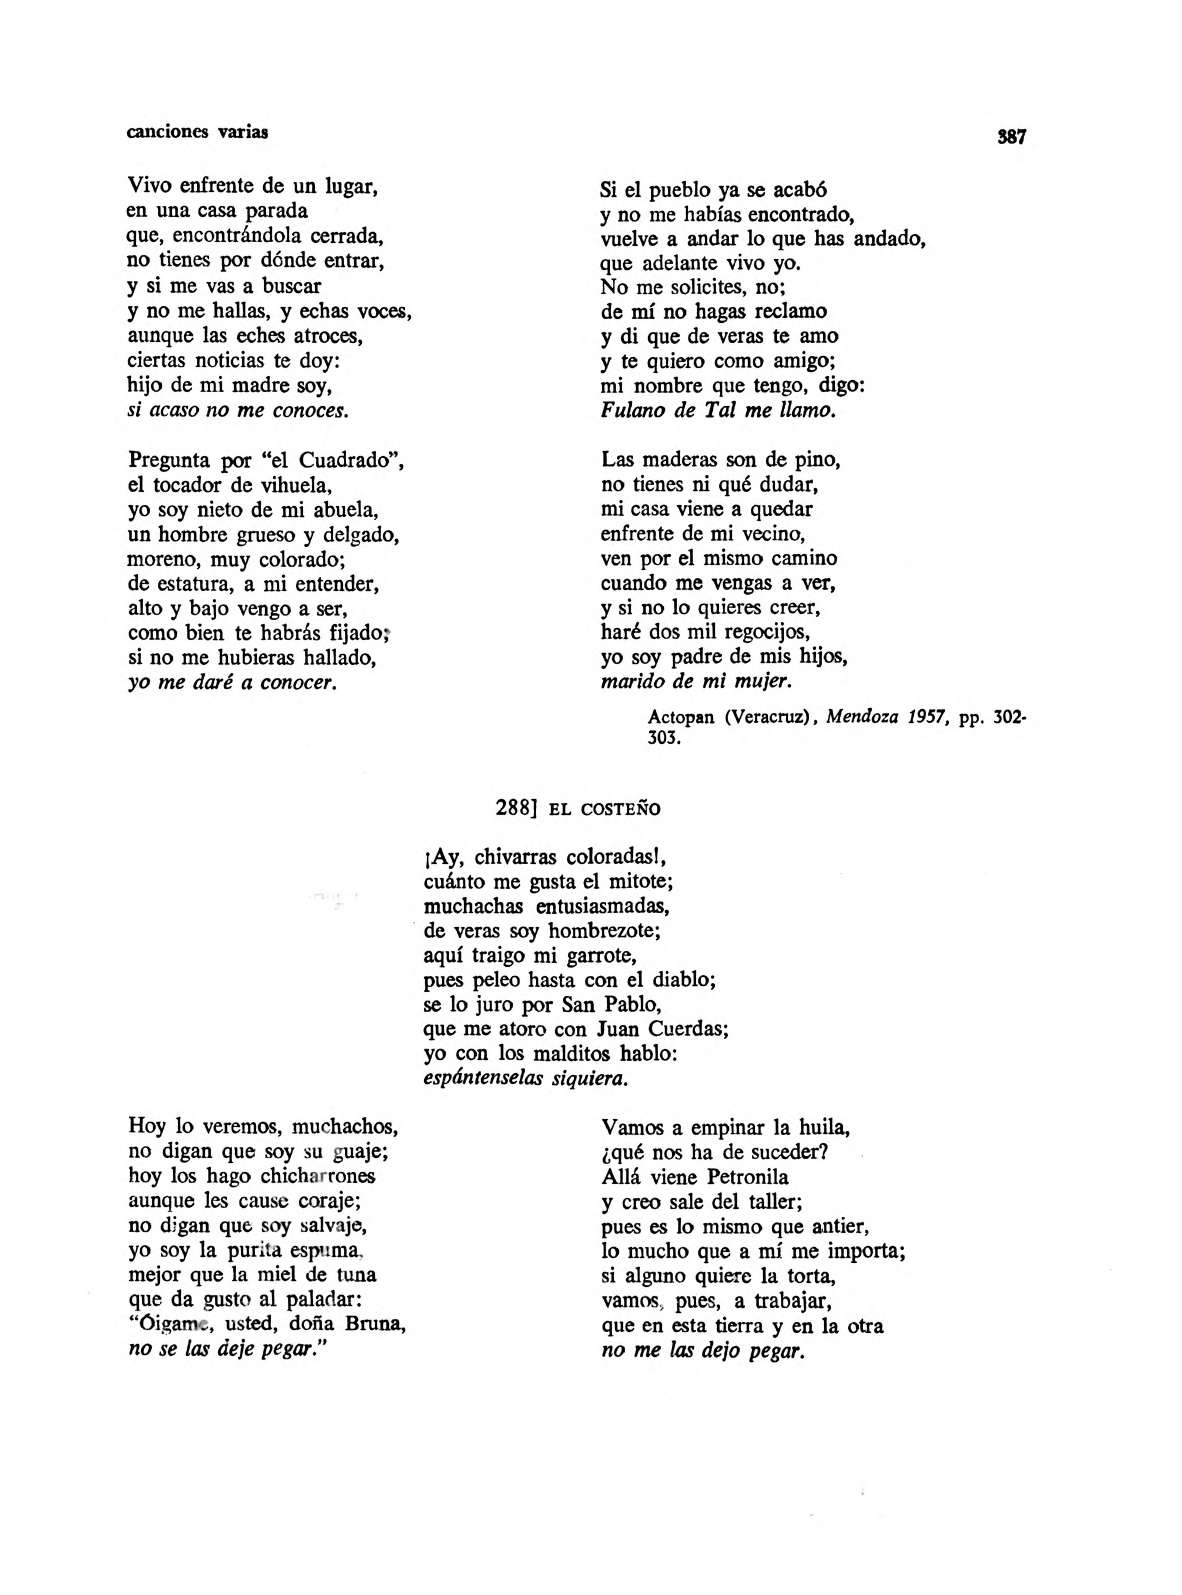 canciones varias
387
Vivo enfrente de un lugar,
en una casa parada
que, encontrándola cerrada,
no tienes por dónde entrar,
y si me vas a buscar
y no me hallas, y echas voces,
aunque las eches atroces,
ciertas noticias te doy:
hijo de mi madre soy,
si acaso no me conoces.
Pregunta por “el Cuadrado”,
el tocador de vihuela,
yo soy nieto de mi abuela,
un hombre grueso y delgado,
moreno, muy colorado;
de estatura, a mi entender,
alto y bajo vengo a ser,
como bien te habrás fijado;
si no me hubieras hallado,
yo me daré a conocer.
Si el pueblo ya se acabó
y no me habías encontrado,
vuelve a andar lo que has andado,
que adelante vivo yo.
No me solicites, no;
de mí no hagas reclamo
y di que de veras te amo
y te quiero como amigo;
mi nombre que tengo, digo:
Fulano de Tal me llamo.
Las maderas son de pino,
no tienes ni qué dudar,
mi casa viene a quedar
enfrente de mi vecino,
ven por el mismo camino
cuando me vengas a ver,
y si no lo quieres creer,
haré dos mil regocijos,
yo soy padre de mis hijos,
marido de mi mujer.
Actopan (Veracruz), Mendoza 1957, pp. 302-
303.
288] EL COSTEÑO
¡Ay, chivarras coloradas!,
cuánto me gusta el mitote;
muchachas entusiasmadas,
de veras soy hombrezote;
aquí traigo mi garrote,
pues peleo hasta con el diablo;
se lo juro por San Pablo,
que me atoro con Juan Cuerdas;
yo con los malditos hablo:
espántenselas siquiera.
Hoy lo veremos, muchachos,
no digan que soy su guaje;
hoy los hago chicharrones
aunque les cause coraje;
no digan que soy salvaje,
yo soy la purita espuma,
mejor que la miel de tuna
que da gusto al paladar:
“Óigame, usted, doña Bruna,
no se las deje pegar.”
Vamos a empinar la huila,
¿qué nos ha de suceder?
Allá viene Petronila
y creo sale del taller;
pues es lo mismo que antier,
lo mucho que a mí me importa;
si alguno quiere la torta,
vamos, pues, a trabajar,
que en esta tierra y en la otra
no me las dejo pegar.